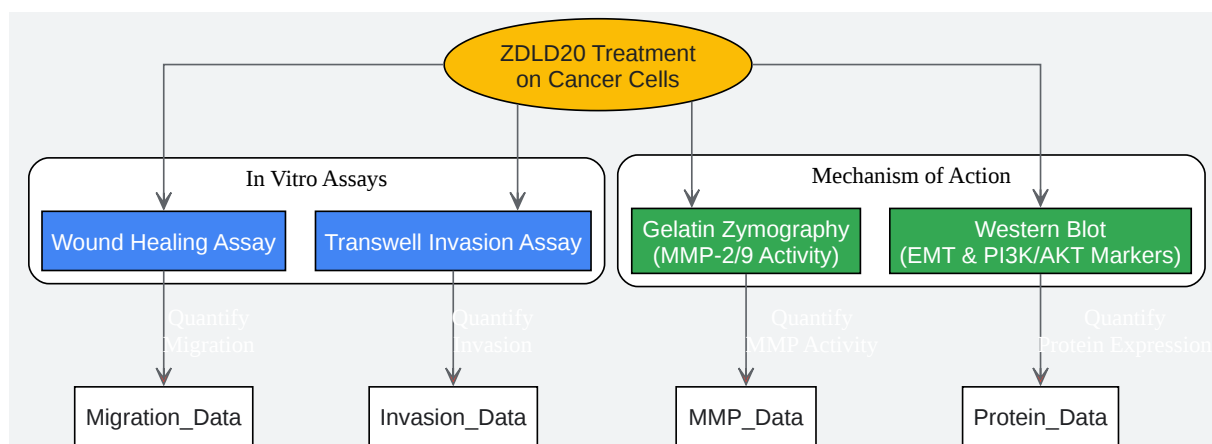 ZDLD20 Treatment
on Cancer Cells
In Vitro Assays
Mechanism of Action
Wound Healing Assay
Transwell Invasion Assay
Gelatin Zymography
(MMP-2/9 Activity)
Western Blot
(EMT & PI3K/AKT Markers)
Quantify
Migration
Quantify
Invasion
Quantify
MMP Activity
Quantify
Protein Expression
Migration_Data
Invasion_Data
MMP_Data
Protein_Data